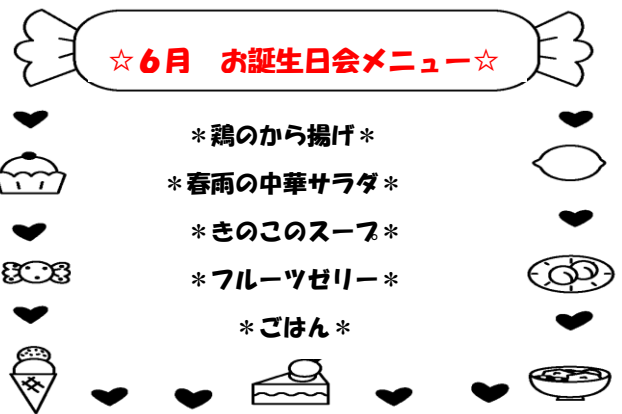 ☆6月　お誕生日会メニュー☆
＊鶏のから揚げ＊
＊春雨の中華サラダ＊
＊きのこのスープ＊
＊フルーツゼリー＊
＊ごはん＊